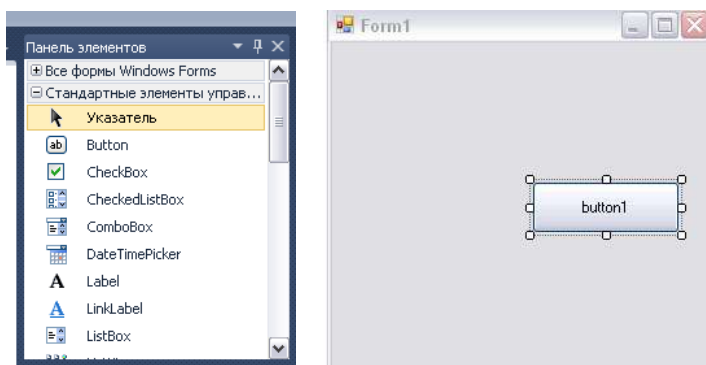 Панель элементов
Все формы Windows Forms
Стандартные элементы управ...
Указатель
ab Button
CheckBox
CheckedListBox
ComboBox
DateTimePicker
A Label
A LinkLabel
ListBox
Form1
button1